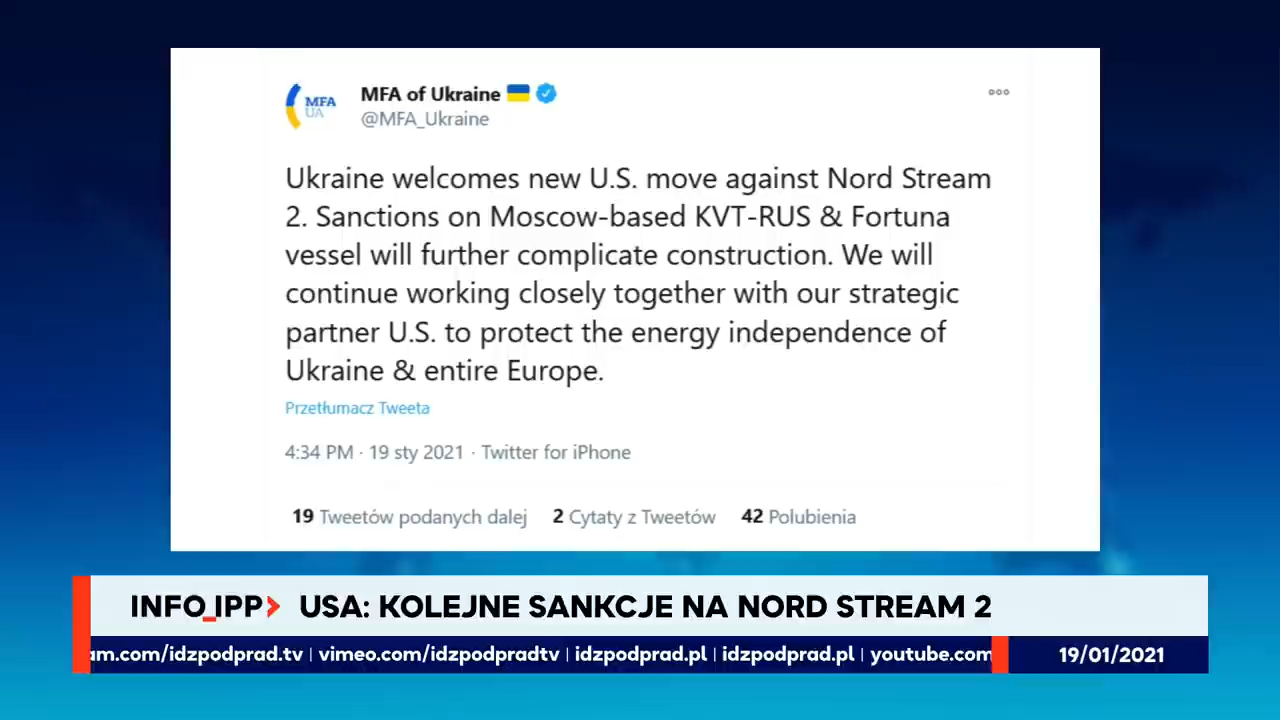 MFA of Ukraine
MFA
UA
@MFA_Ukraine
Ukraine welcomes new U.S. move against Nord Stream
2. Sanctions on Moscow-based KVT-RUS & Fortuna
vessel will further complicate construction. We will
continue working closely together with our strategic
partner U.S. to protect the energy independence of
Ukraine & entire Europe.
Przetłumacz Tweeta
4:34 PM · 19 sty 2021 · Twitter for iPhone
19 Tweetów podanych dalej 2 Cytaty z Tweetów 42 Polubienia
INFO_IPP> USA: KOLEJNE SANKCJE NA NORD STREAM 2
am.com/idzpodprad.tv | vimeo.com/idzpodpradtv | idzpodprad.pl | idzpodprad.pl | youtube.com 19/01/2021